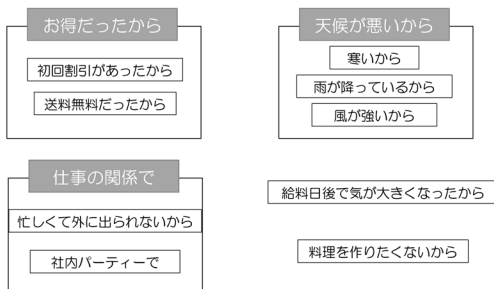 お得だったから
初回割引があったから
送料無料だったから
天候が悪いから
寒いから
雨が降っているから
風が強いから
仕事の関係で
忙しくて外に出られないから
社内パーティーで
給料日後で気が大きくなったから
料理を作りたくないから